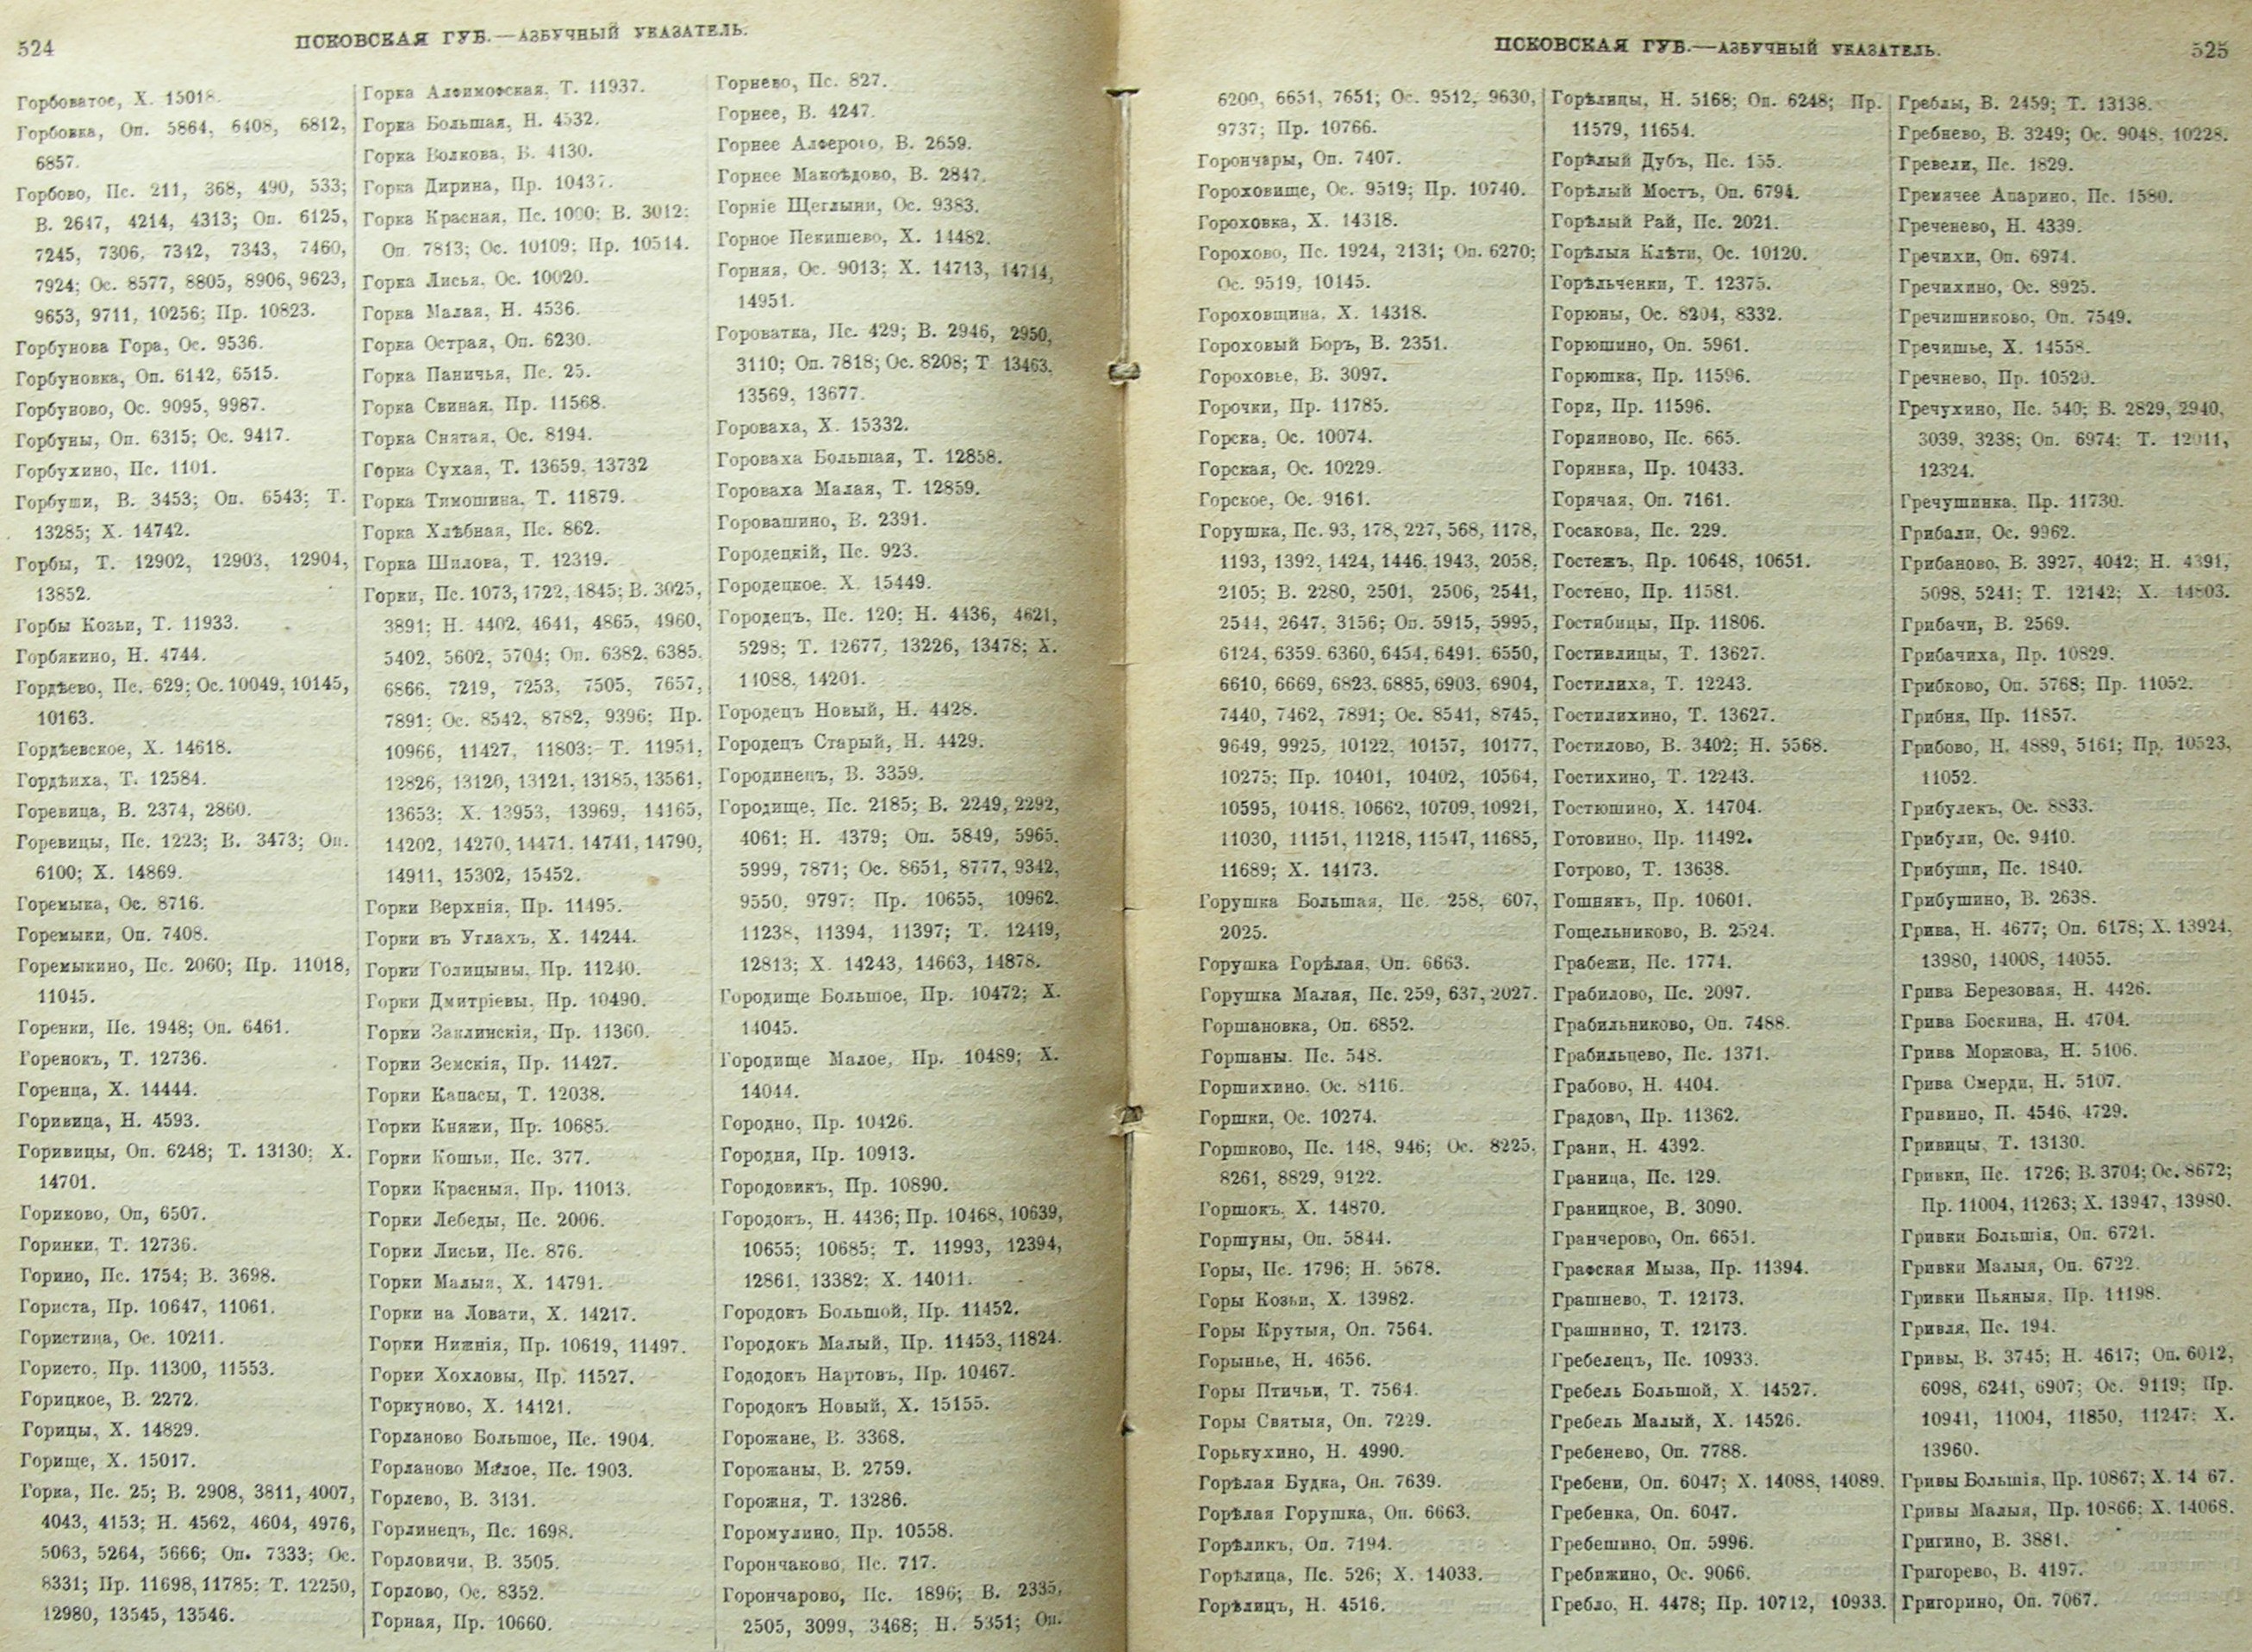 524
ПСКОВСКАЯ ГУБ.—АЗБУЧНЫЙ УКАЗАТЕЛЬ.
Горбоватое, Х. 15018.
Горбовка, Оп. 5864, 6408, 6812,
6857.
Горбово, Пс. 211, 368, 490, 533;
В. 2647, 4214, 4313; Оп. 6125,
7245, 7306, 7342, 7343, 7460,
7924; Ос. 8577, 8805, 8906, 9623,
9653, 9711, 10256; Пр. 10823.
Горбунова Гора, Ос. 9536.
Горбуновка, Оп. 6142, 6515.
Горбуново, Ос. 9095, 9987.
Горбуны, Оп. 6315; Ос. 9417.
Горбухино, Пс. 1101.
Горбуши, В. 3453; Оп. 6543; Т.
13285; Х. 14742.
Горбы, Т. 12902, 12903, 12904,
13852.
Горбы Козьи, Т. 11933.
Горбякино, Н. 4744.
Гордѣево, Пс. 629; Ос. 10049, 10145,
10163.
Гордѣевское, Х. 14618.
Гордѣиха, Т. 12584.
Горевица, В. 2374, 2860.
Горевицы, Пс. 1223; В. 3473; Оп.
6100; Х. 14869.
Горемыка, Ос. 8716.
Горемыки, Оп. 7408.
Горемыкино, Пс. 2060; Пр. 11018,
11045.
Горенки, Пс. 1948; Оп. 6461.
Горенокъ, Т. 12736.
Горенца, Х. 14444.
Горивица, Н. 4593.
Горивицы, Оп. 6248; Т. 13130; Х.
14701.
Гориково, Оп, 6507.
Горинки, Т. 12736.
Горино, Пс. 1754; В. 3698.
Гориста, Пр. 10647, 11061.
Гористица, Ос. 10211.
Гористо, Пр. 11300, 11553.
Горицкое, В. 2272.
Горицы, Х. 14829.
Горище, Х. 15017.
Горка, Пс. 25; В. 2908, 3811, 4007,
4043, 4153; Н. 4562, 4604, 4976,
5063, 5264, 5666; Оп. 7333; Ос.
8331; Пр. 11698, 11785; Т. 12250,
12980, 13545, 13546.
Горка Алѳимовская, Т. 11937.
Горка Большая, Н. 4532.
Горка Волкова, В. 4130.
Горка Дирина, Пр. 10437.
Горка Красная, Пс. 1000; В. 3012;
Оп. 7813; Ос. 10109; Пр. 10514.
Горка Лисья, Ос. 10020.
Горка Малая, Н. 4536.
Горка Острая, Оп. 6230.
Горка Паничья, Пс. 25.
Горка Свиная, Пр. 11568.
Горка Снятая, Ос. 8194.
Горка Сухая, Т. 13659, 13732
Горка Тимошина, Т. 11879.
Горка Хлѣбная, Пс. 862.
Горка Шилова, Т. 12319.
Горки, Пс. 1073, 1722, 1845; В. 3025,
3891; Н. 4402, 4641, 4865, 4960,
5402, 5602, 5704; Оп. 6382, 6385,
6866, 7219, 7253, 7505, 7657,
7891; Ос. 8542, 8782, 9396; Пр.
10966, 11427, 11803; Т. 11951,
12826, 13120, 13121, 13185, 13561,
13653; Х. 13953, 13969, 14165,
14202, 14270, 14471, 14741, 14790,
14911, 15302, 15452.
Горки Верхнія, Пр. 11495.
Горки въ Углахъ, Х. 14244.
Горки Голицыны, Пр. 11240.
Горки Дмитріевы, Пр. 10490.
Горки Заклинскія, Пр. 11360.
Горки Земскія, Пр. 11427.
Горки Капасы, Т. 12038.
Горки Княжи, Пр. 10685.
Горки Кошьи, Пс. 377.
Горки Красныя, Пр. 11013.
Горки Лебеды, Пс. 2006.
Горки Лисьи, Пс. 876.
Горки Малыя, Х. 14791.
Горки на Ловати, Х. 14217.
Горки Нижнія, Пр. 10619, 11497.
Горки Хохловы, Пр. 11527.
Горкуново, Х. 14121.
Горланово Большое, Пс. 1904.
Горланово Малое, Пс. 1903.
Горлево, В. 3131.
Горлинецъ, Пс. 1698.
Горловичи, В. 3505.
Горлово, Ос. 8352.
Горная, Пр. 10660.
Горнево, Пс. 827.
Горнее, В. 4247.
Горнее Алферово, В. 2659.
Горнее Макоѣдово, В. 2847.
Горніе Щеглыни, Ос. 9383.
Горное Пекишево, Х. 14482.
Горняя, Ос. 9013; Х. 14713, 14714,
14951.
Гороватка, Пс. 429; В. 2946, 2950,
3110; Оп. 7818; Ос. 8208; Т 13463,
13569, 13677.
Гороваха, Х. 15332.
Гороваха Большая, Т. 12858.
Гороваха Малая, Т. 12859.
Горовашино, В. 2391.
Городецкій, Пс. 923.
Городецкое, Х. 15449.
Городецъ, Пс. 120; Н. 4436, 4621,
5298; Т. 12677, 13226, 13478; Х.
14088, 14201.
Городецъ Новый, Н. 4428.
Городецъ Старый, Н. 4429.
Городинецъ, В. 3359.
Городище, Пс. 2185; В. 2249, 2292,
4061; Н. 4379; Оп. 5849, 5965,
5999, 7871; Ос. 8651, 8777, 9342,
9550, 9797; Пр. 10655, 10962,
11238, 11394, 11397; Т. 12419,
12813; Х. 14243, 14663, 14878.
Городище Большое, Пр. 10472; Х.
14045.
Городище Малое, Пр. 10489; Х.
14044.
Городно, Пр. 10426.
Городня, Пр. 10913.
Городовикъ, Пр. 10890.
Городокъ, Н. 4436; Пр. 10468, 10639,
10655; 10685; Т. 11993, 12394,
12861, 13382; Х. 14011.
Городокъ Большой, Пр. 11452.
Городокъ Малый, Пр. 11453, 11824.
Гододокъ Нартовъ, Пр. 10467.
Городокъ Новый, Х. 15155.
Горожане, В. 3368.
Горожаны, В. 2759.
Горожня, Т. 13286.
Горомулино, Пр. 10558.
Горончаково, Пс. 717.
Горончарово, Пс. 1896; В. 2335,
2505, 3099, 3468; Н. 5351; Оп.
ПСКОВСКАЯ ГУБ.—АЗБУЧНЫЙ УКАЗАТЕЛЬ.
525
6200, 6651, 7651; Ос. 9512, 9630,
9737; Пр. 10766.
Горончары, Оп. 7407.
Гороховище, Ос. 9519; Пр. 10740.
Гороховка, Х. 14318.
Горохово, Пс. 1924, 2131; Оп. 6270;
Ос. 9519, 10145.
Гороховщина, Х. 14318.
Гороховый Боръ, В. 2351.
Гороховье, В. 3097.
Горочки, Пр. 11785.
Горска, Ос. 10074.
Горская, Ос. 10229.
Горское, Ос. 9161.
Горушка, Пс. 93, 178, 227, 568, 1178,
1193, 1392, 1424, 1446, 1943, 2058,
2105; В. 2280, 2501, 2506, 2541,
2544, 2647, 3156; Оп. 5915, 5995,
6124, 6359, 6360, 6454, 6491, 6550,
6610, 6669, 6823, 6885, 6903, 6904,
7440, 7462, 7891; Ос. 8541, 8745,
9649, 9925, 10122, 10157, 10177,
10275; Пр. 10401, 10402, 10564,
10595, 10418, 10662, 10709, 10921,
11030, 11151, 11218, 11547, 11685,
11689; Х. 14173.
Горушка Большая, Пс. 258, 607,
2025.
Горушка Горѣлая, Оп. 6663.
Горушка Малая, Пс. 259, 637, 2027.
Горшановка, Оп. 6852.
Горшаны. Пс. 548.
Горшихино. Ос. 8116.
Горшки, Ос. 10274.
Горшково, Пс. 148, 946; Ос. 8225,
8261, 8829, 9122.
Горшокъ, Х. 14870.
Горшуны, Оп. 5844.
Горы, Пс. 1796; Н. 5678.
Горы Козьи, Х. 13982.
Горы Крутыя, Оп. 7564.
Горынье, Н. 4656.
Горы Птичьи, Т. 7564.
Горы Святыя, Оп. 7229.
Горькухино, Н. 4990.
Горѣлая Будка, Оп. 7639.
Горѣлая Горушка, Оп. 6663.
Горѣликъ, Оп. 7194.
Горѣлица, Пс. 526; Х. 14033.
Горѣлицъ, Н. 4516.
Горѣлицы, Н. 5168; Оп. 6248; Пр.
11579, 11654.
Горѣлый Дубъ, Пс. 155.
Горѣлый Мостъ, Оп. 6794.
Горѣлый Рай, Пс. 2021.
Горѣлыя Клѣти, Ос. 10120.
Горѣльченки, Т. 12375.
Горюны, Ос. 8204, 8332.
Горюшино, Оп. 5961.
Горюшка, Пр. 11596.
Горя, Пр. 11596.
Горяиново, Пс. 665.
Горянка, Пр. 10433.
Горячая, Оп. 7161.
Госакова, Пс. 229.
Гостежъ, Пр. 10648, 10651.
Гостено, Пр. 11581.
Гостибицы, Пр. 11806.
Гостивлицы, Т. 13627.
Гостилиха, Т. 12243.
Гостилихино, Т. 13627.
Гостилово, В. 3402; Н. 5568.
Гостихино, Т. 12243.
Гостюшино, Х. 14704.
Готовино, Пр. 11492.
Готрово, Т. 13638.
Гошнякъ, Пр. 10601.
Гощельниково, В. 2524.
Грабежи, Пс. 1774.
Грабилово, Пс. 2097.
Грабильниково, Оп. 7488.
Грабильцево, Пс. 1371.
Грабово, Н. 4404.
Градова, Пр. 11362.
Грани, Н. 4392.
Граница, Пс. 129.
Границкое, В. 3090.
Гранчерово, Оп. 6651.
Графская Мыза, Пр. 11394.
Грашнево, Т. 12173.
Грашнино, Т. 12173.
Гребелецъ, Пс. 10933.
Гребель Большой, Х. 14527.
Гребель Малый, Х. 14526.
Гребенево, Оп. 7788.
Гребени, Оп. 6047; Х. 14088, 14089.
Гребенка, Оп. 6047.
Гребешино, Оп. 5996.
Гребижино, Ос. 9066.
Гребло, Н. 4478; Пр. 10712, 10933.
Греблы, В. 2459; Т. 13138.
Гребнево, В. 3249; Ос. 9048, 10228.
Гревели, Пс. 1829.
Гремячее Апарино, Пс. 1580.
Греченево, Н. 4339.
Гречихи, Оп. 6974.
Гречихино, Ос. 8925.
Гречишниково, Оп. 7549.
Гречишье, Х. 14558.
Гречнево, Пр. 10520.
Гречухино, Пс. 540; В. 2829, 2940,
3039, 3238; Оп. 6974; Т. 12011,
12324.
Гречушинка, Пр. 11730.
Грибали, Ос. 9962.
Грибаново, В. 3927, 4042; Н. 4391,
5098, 5241; Т. 12142; Х. 14803.
Грибачи, В. 2569.
Грибачиха, Пр. 10829.
Грибково, Оп. 5768; Пр. 11052.
Грибня, Пр. 11857.
Грибово, Н. 4889, 5161; Пр. 10523,
11052.
Грибулекъ, Ос. 8833.
Грибули, Ос. 9410.
Грибуши, Пс. 1840.
Грибушино, В. 2638.
Грива, Н. 4677; Оп. 6178; Х. 13924,
13980, 14008, 14055.
Грива Березовая, Н. 4426.
Грива Боскина, Н. 4704.
Грива Моржова, Н. 5106.
Грива Смерди, Н. 5107.
Гривино, П. 4546, 4729.
Гривицы, Т. 13130.
Гривки, Пс. 1726; В. 3704; Ос. 8672;
Пр. 11004, 11263; Х. 13947, 13980.
Гривки Большія, Оп. 6721.
Гривки Малыя, Оп. 6722.
Гривки Пьяныя, Пр. 11198.
Гривля, Пс. 194.
Гривы, В. 3745; Н. 4617; Оп. 6012,
6098, 6241, 6907; Ос. 9119; Пр.
10941, 11004, 11850, 11247; Х.
13960.
Гривы Большія, Пр. 10867; Х. 14 67.
Гривы Малыя, Пр. 10866; Х. 14068.
Григино, В. 3881.
Григорево, В. 4197.
Григорино, Оп. 7067.